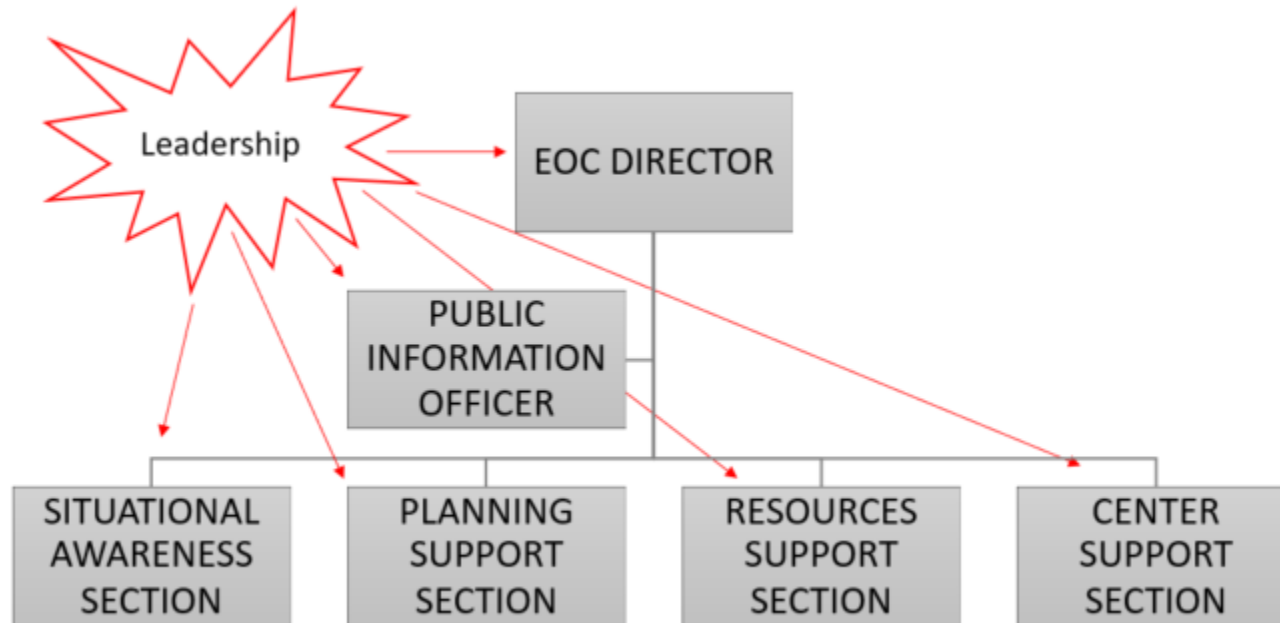 Leadership
EOC DIRECTOR
PUBLIC
INFORMATION
OFFICER
SITUATIONAL
AWARENESS
SECTION
PLANNING
SUPPORT
SECTION
RESOURCES
SUPPORT
SECTION
CENTER
SUPPORT
SECTION